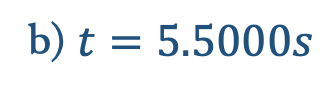 b) t = 5.5000s